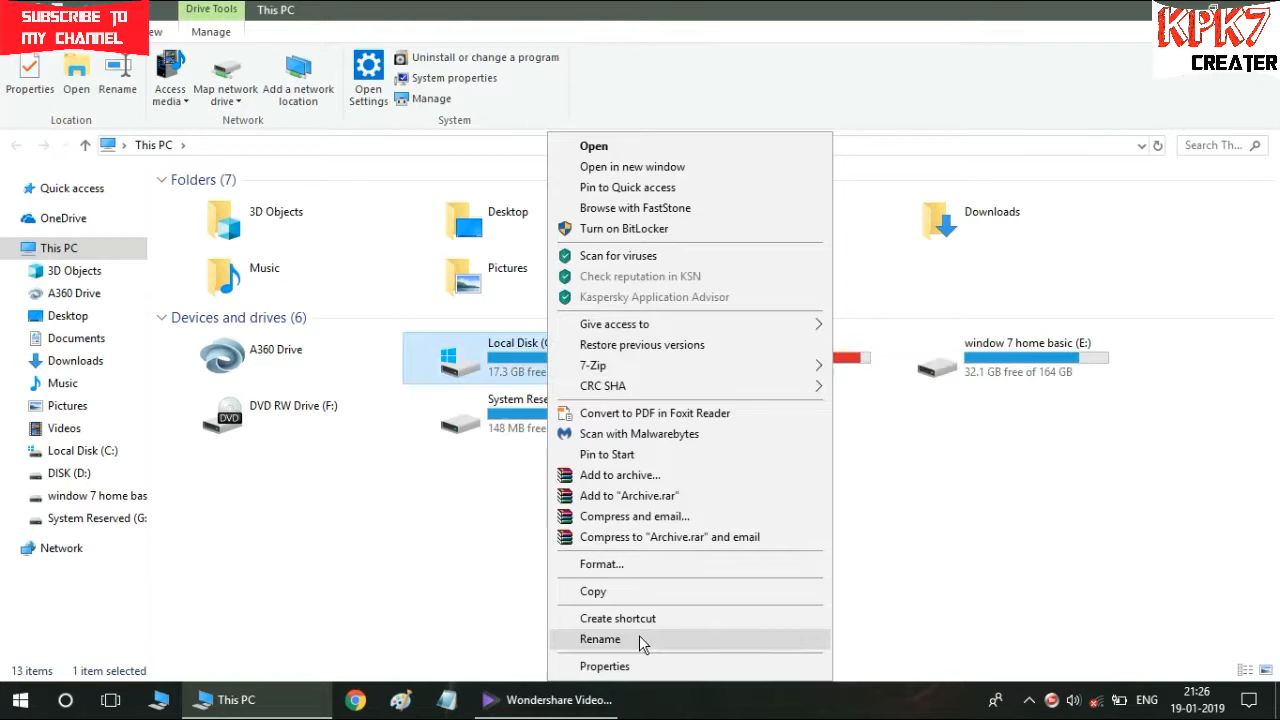 SUBSCRIBE TO
MY CHANNEL
Drive Tools
This PC
KPK7
CREATER
ew
Manage
Properties
Open
Rename
Access
media
Map network
drive
Add a network
location
Open
Settings
Uninstall or change a program
System properties
Manage
Location
Network
System
This PC
Search Th...
Open
Open in new window
Pin to Quick access
Browse with FastStone
Turn on BitLocker
Scan for viruses
Check reputation in KSN
Kaspersky Application Advisor
Give access to
Restore previous versions
7-Zip
CRC SHA
Convert to PDF in Foxit Reader
Scan with Malwarebytes
Pin to Start
Add to archive...
Add to "Archive.rar"
Compress and email...
Compress to "Archive.rar" and email
Format...
Copy
Create shortcut
Rename
Properties
Quick access
OneDrive
This PC
3D Objects
A360 Drive
Desktop
Documents
Downloads
Music
Pictures
Videos
Local Disk (C:)
DISK (D:)
window 7 home bas
System Reserved (G:
Network
Folders (7)
3D Objects
Desktop
Downloads
Music
Pictures
Devices and drives (6)
A360 Drive
Local Disk (
17.3 GB free
window 7 home basic (E:)
32.1 GB free of 164 GB
DVD RW Drive (F:)
DVD
System Rese
148 MB free
13 items
1 item selected
This PC
Wondershare Video...
ENG
21:26
19-01-2019